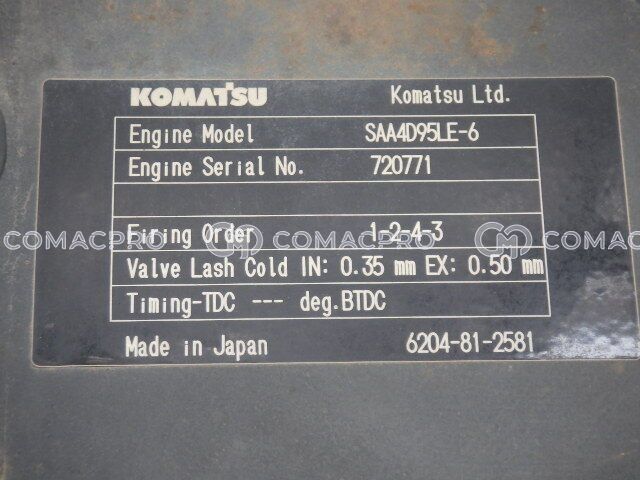 KOMATSU Komatsu Ltd.
Engine Model SAA4D95LE-6
Engine Serial No. 720771
Firing Order 1-2-4-3
COMACPRO COMACPRO COMACPRO
Valve Lash Cold IN: 0.35 mm EX: 0.50 mm
Timing-TDC --- deg.BTDC
Made in Japan 6204-81-2581